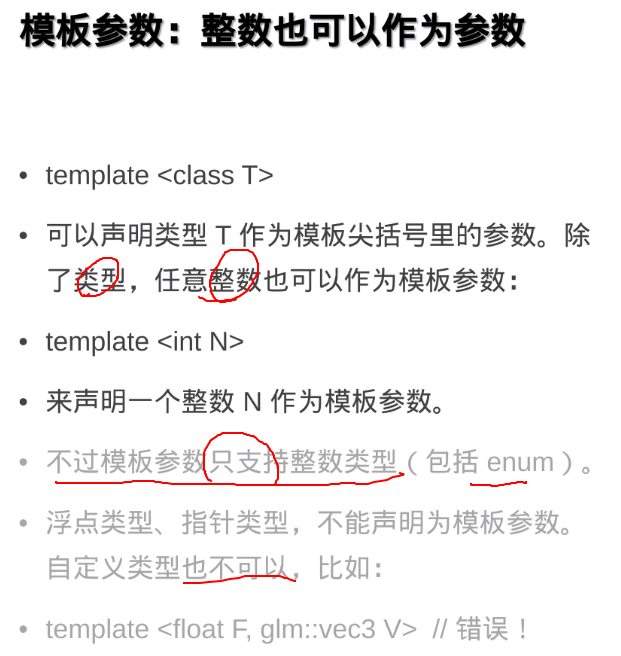 模板参数：整数也可以作为参数
• template <class T>
• 可以声明类型 T 作为模板尖括号里的参数。除
了类型，任意整数也可以作为模板参数：
• template <int N>
• 来声明一个整数 N 作为模板参数。
• 不过模板参数只支持整数类型（包括 enum）。
• 浮点类型、指针类型，不能声明为模板参数。
自定义类型也不可以，比如：
• template <float F, glm::vec3 V>  // 错误！